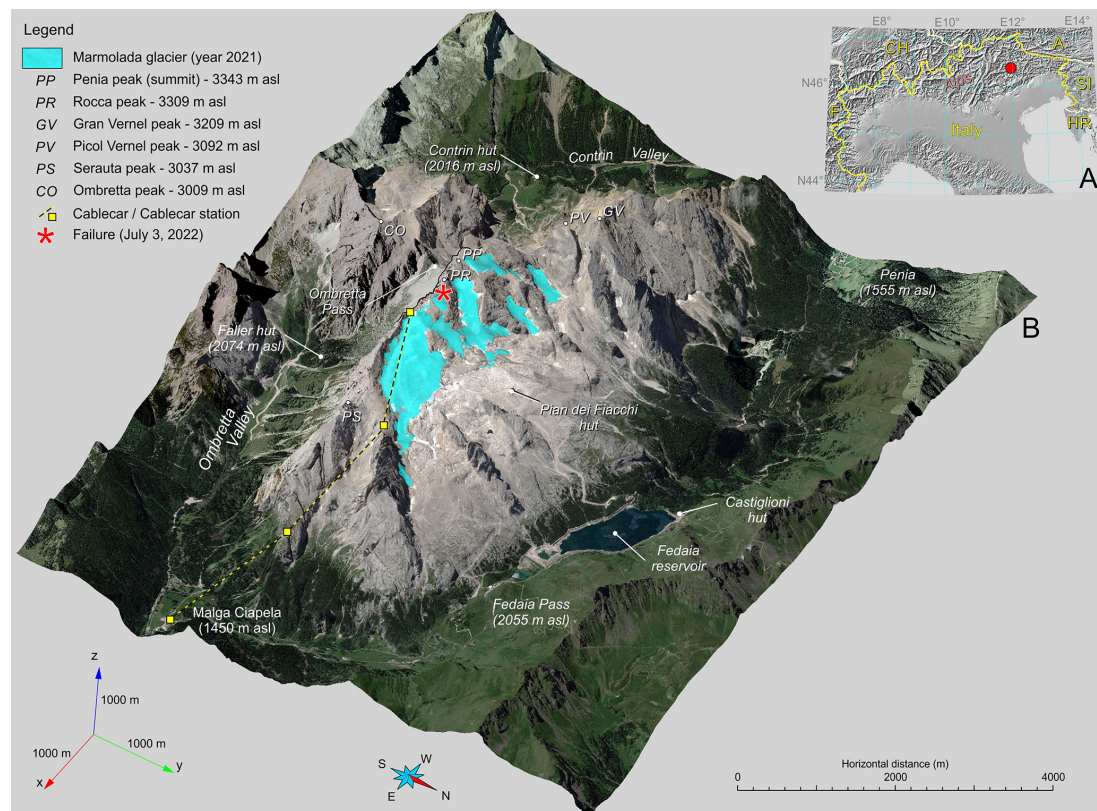 Legend
Marmolada glacier (year 2021)
PP Penia peak (summit) - 3343 m asl
PR Rocca peak - 3309 m asl
GV Gran Vernel peak - 3209 m asl
PV Picol Vernel peak - 3092 m asl
PS Serauta peak - 3037 m asl
CO Ombretta peak - 3009 m asl
Cablecar / Cablecar station
Failure (July 3, 2022)
E8° E10° E12° E14°
N46°
N44°
CH
A
SI
HR
F
Italy
A
Contrin hut
(2016 m asl)
Contrin Valley
CO
PV
GV
PP
PR
Ombretta
Pass
Penia
(1555 m asl)
B
Faller hut
(2074 m asl)
PS
Ombretta
Valley
Pian dei Fiacchi
hut
Castiglioni
hut
Fedaia
reservoir
Fedaia Pass
(2055 m asl)
Malga Ciapela
(1450 m asl)
z
1000 m
1000 m
1000 m
x
y
S
W
E
N
Horizontal distance (m)
0 2000 4000